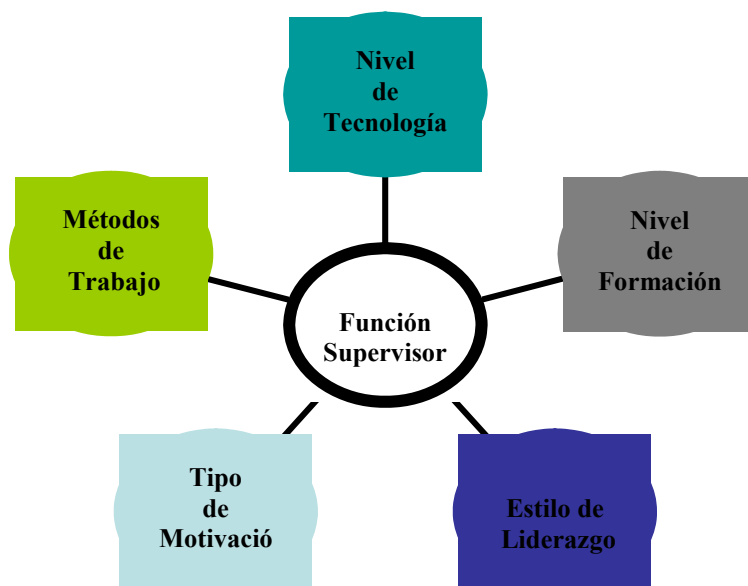 Nivel
de
Tecnología
Métodos
de
Trabajo
Nivel
de
Formación
Función
Supervisor
Tipo
de
Motivació
Estilo de
Liderazgo